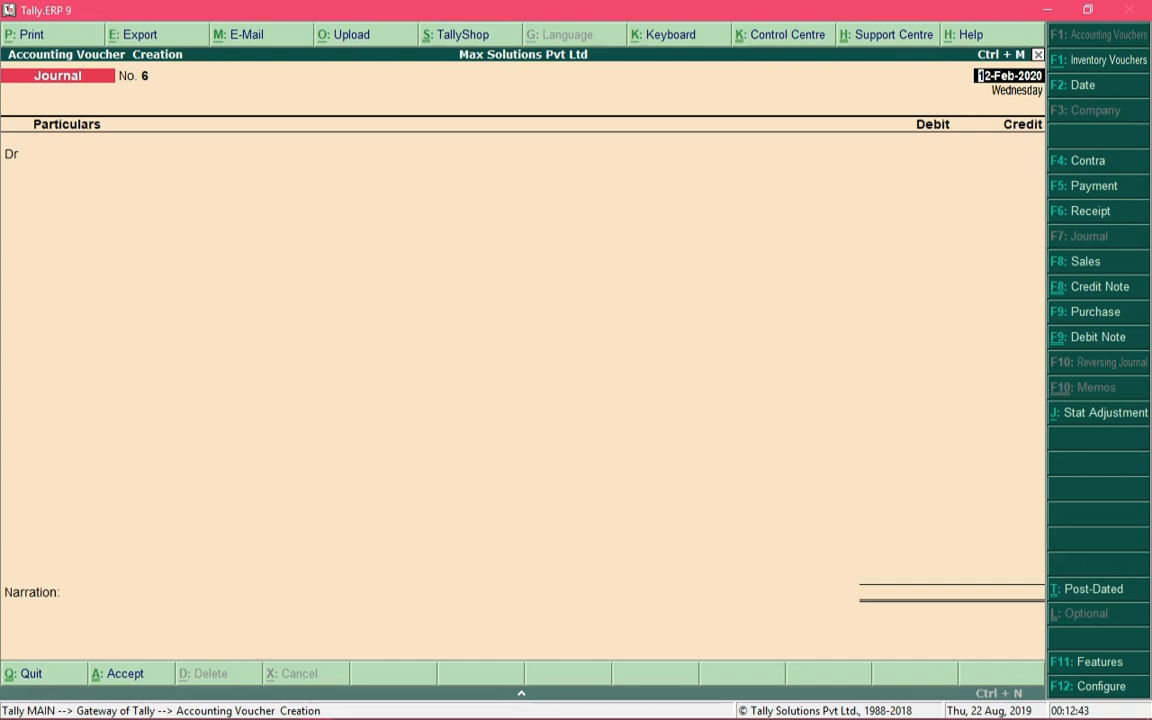 Tally.ERP 9
P: Print E: Export M: E-Mail O: Upload S: TallyShop G: Language K: Keyboard K: Control Centre H: Support Centre H: Help
Accounting Voucher Creation Max Solutions Pvt Ltd Ctrl + M
Journal No. 6 12-Feb-2020
Wednesday
Particulars Debit Credit
Dr
Narration:
F1: Accounting Vouchers
F1: Inventory Vouchers
F2: Date
F3: Company
F4: Contra
F5: Payment
F6: Receipt
F7: Journal
F8: Sales
F8: Credit Note
F9: Purchase
F9: Debit Note
F10: Reversing Journal
F10: Memos
J: Stat Adjustment
T: Post-Dated
L: Optional
F11: Features
F12: Configure
Q: Quit A: Accept D: Delete X: Cancel
Ctrl + N
Tally MAIN --> Gateway of Tally --> Accounting Voucher Creation © Tally Solutions Pvt Ltd., 1988-2018 Thu, 22 Aug, 2019 00:12:43